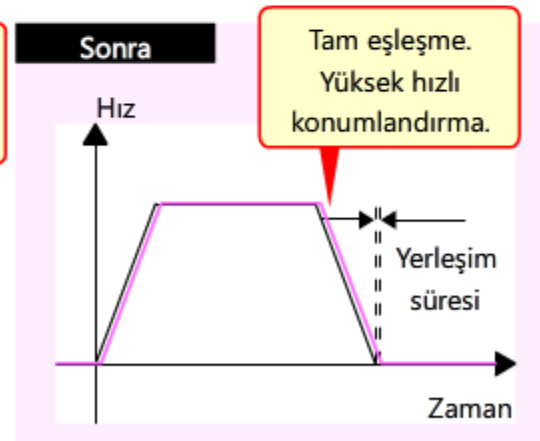 Sonra
Tam eşleşme.
Yüksek hızlı
konumlandırma.
Hız
Yerleşim
süresi
Zaman